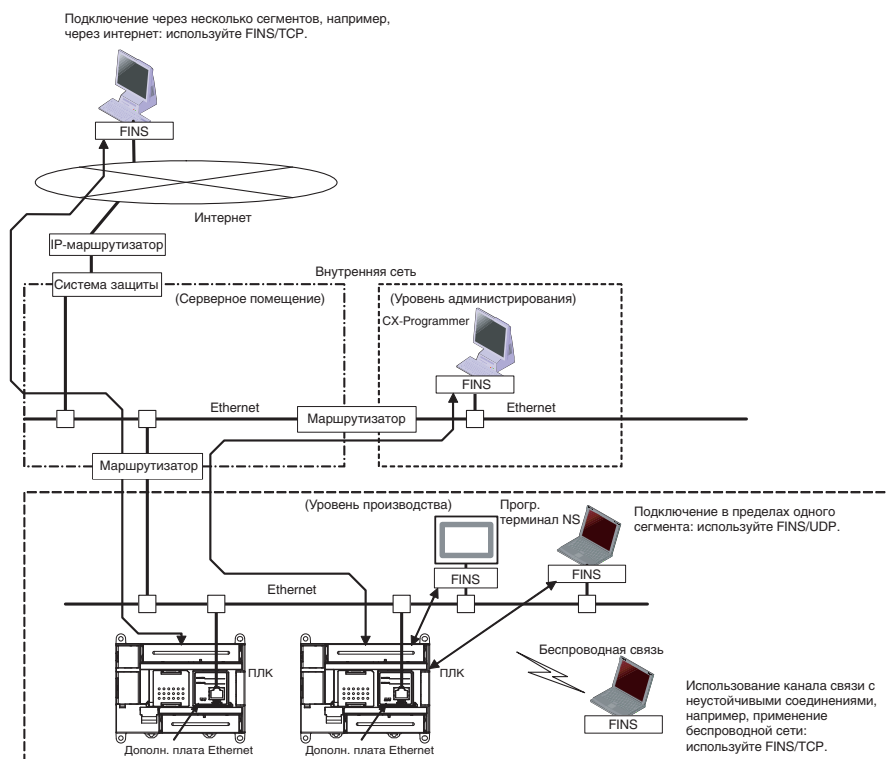 Подключение через несколько сегментов, например,
через интернет: используйте FINS/TCP.
FINS
Интернет
IP-маршрутизатор
Система защиты
Внутренняя сеть
(Серверное помещение)
(Уровень администрирования)
CX-Programmer
FINS
Ethernet
Маршрутизатор
Ethernet
Маршрутизатор
(Уровень производства)
Прогр.
терминал NS
Подключение в пределах одного
сегмента: используйте FINS/UDP.
FINS
FINS
Ethernet
ПЛК
ПЛК
Беспроводная связь
FINS
Использование канала связи с
неустойчивыми соединениями,
например, применение
беспроводной сети:
используйте FINS/TCP.
Дополн. плата Ethernet
Дополн. плата Ethernet